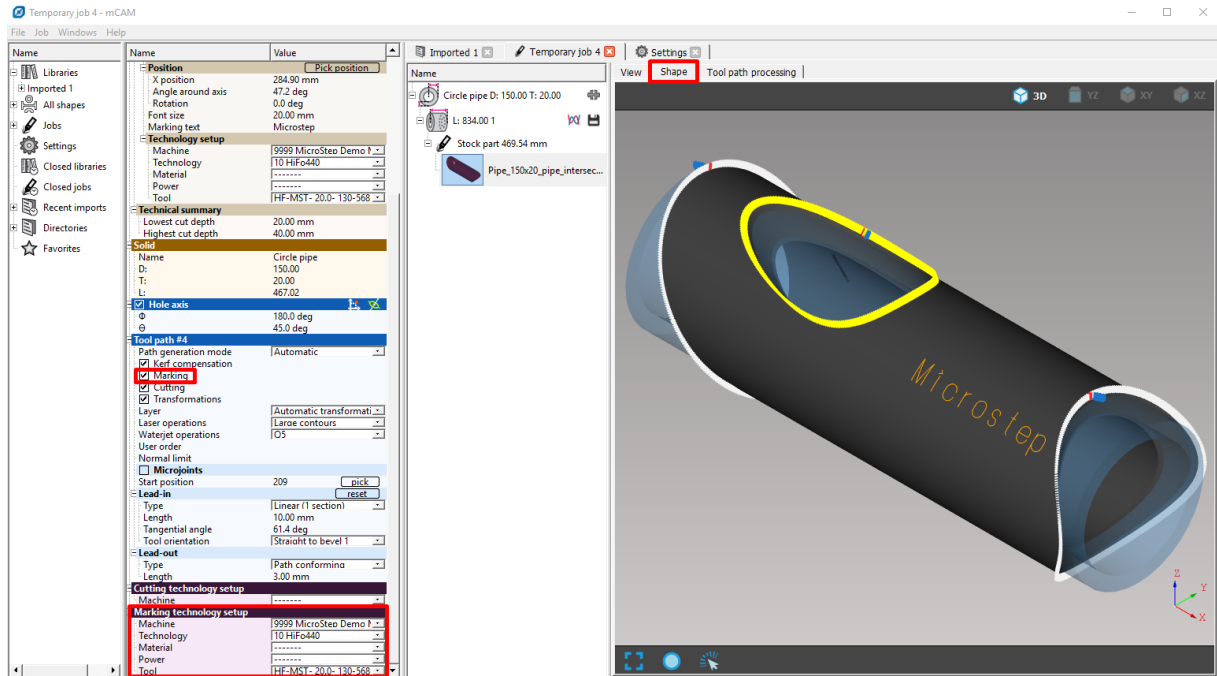 Temporary job 4 - mCAM
File Job Windows Help
Name
Libraries
Imported 1
All shapes
Jobs
Settings
Closed libraries
Closed jobs
Recent imports
Directories
Favorites
Name Value
Position Pick position
X position 284.90 mm
Angle around axis 47.2 deg
Rotation 0.0 deg
Font size 20.00 mm
Marking text Microstep
Technology setup
Machine 9999 MicroStep Demo
Technology 10 HiFo440
Material -------
Power -------
Tool HF-MST- 20.0- 130-568
Technical summary
Lowest cut depth 20.00 mm
Highest cut depth 40.00 mm
Solid
Name Circle pipe
D: 150.00
T: 20.00
L: 467.02
Hole axis
Φ 180.0 deg
Θ 45.0 deg
Tool path #4
Path generation mode Automatic
Kerf compensation
Marking
Cutting
Transformations
Layer Automatic transformati
Laser operations Large contours
Waterjet operations O5
User order
Normal limit
Microjoints
Start position 209 pick
Lead-in reset
Type Linear (1 section)
Length 10.00 mm
Tangential angle 61.4 deg
Tool orientation Straight to bevel 1
Lead-out
Type Path conforming
Length 3.00 mm
Cutting technology setup
Machine -------
Marking technology setup
Machine 9999 MicroStep Demo
Technology 10 HiFo440
Material -------
Power -------
Tool HF-MST- 20.0- 130-568
Imported 1 Temporary job 4 Settings
Name
Circle pipe D: 150.00 T: 20.00
L: 834.00 1
Stock part 469.54 mm
Pipe_150x20_pipe_intersec...
View Shape Tool path processing
3D YZ XY XZ
Microstep
Z
Y
X